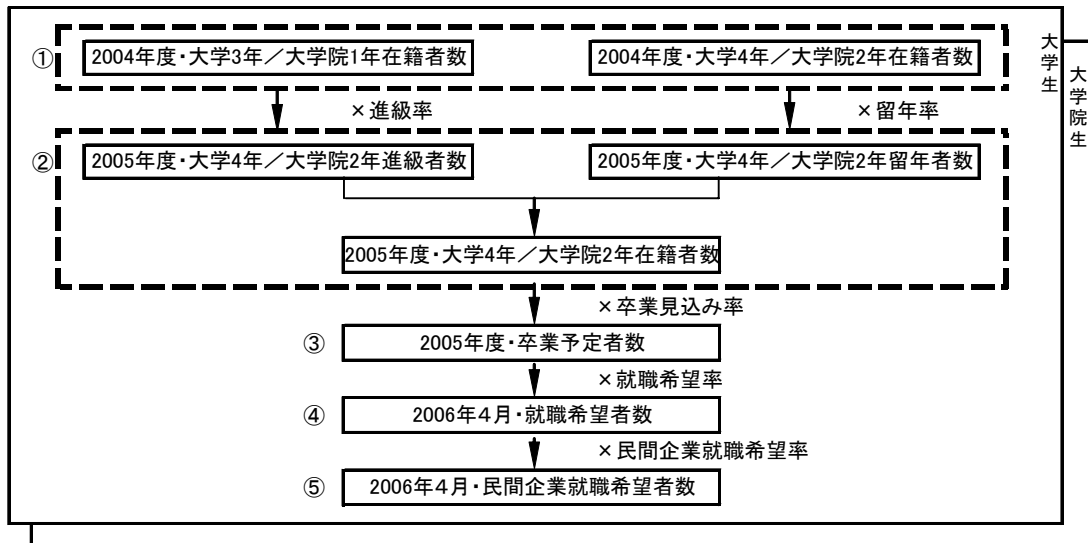 ① 2004年度・大学3年／大学院1年在籍者数 2004年度・大学4年／大学院2年在籍者数
大学生
大学院生
×進級率 ×留年率
② 2005年度・大学4年／大学院2年進級者数 2005年度・大学4年／大学院2年留年者数
2005年度・大学4年／大学院2年在籍者数
×卒業見込み率
③ 2005年度・卒業予定者数
×就職希望率
④ 2006年４月・就職希望者数
×民間企業就職希望率
⑤ 2006年４月・民間企業就職希望者数